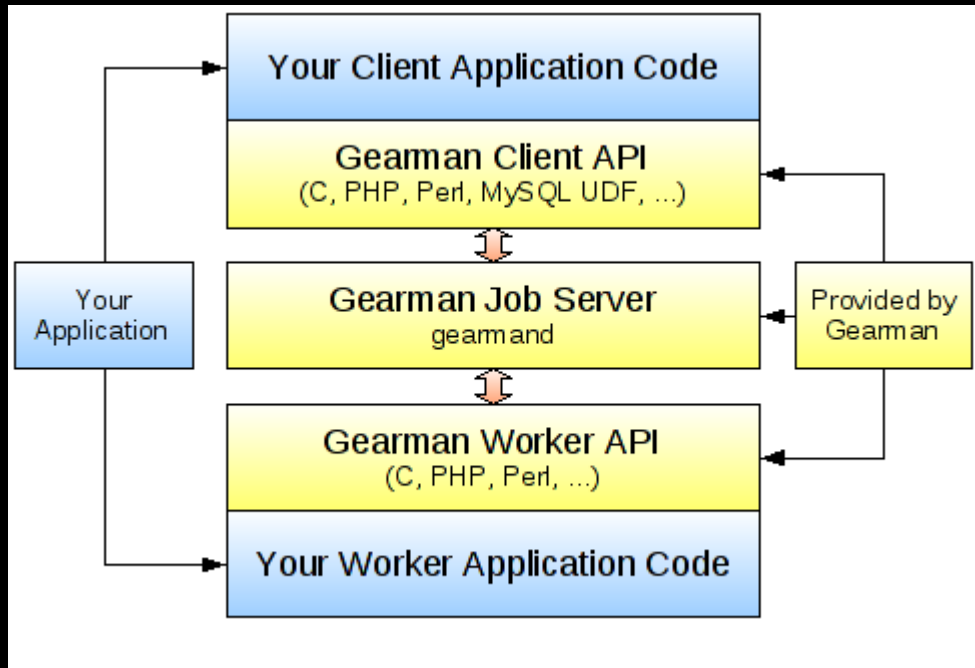 Your Client Application Code
Gearman Client API
(C, PHP, Perl, MySQL UDF, ...)
Your
Application
Gearman Job Server
gearmand
Provided by
Gearman
Gearman Worker API
(C, PHP, Perl, ...)
Your Worker Application Code